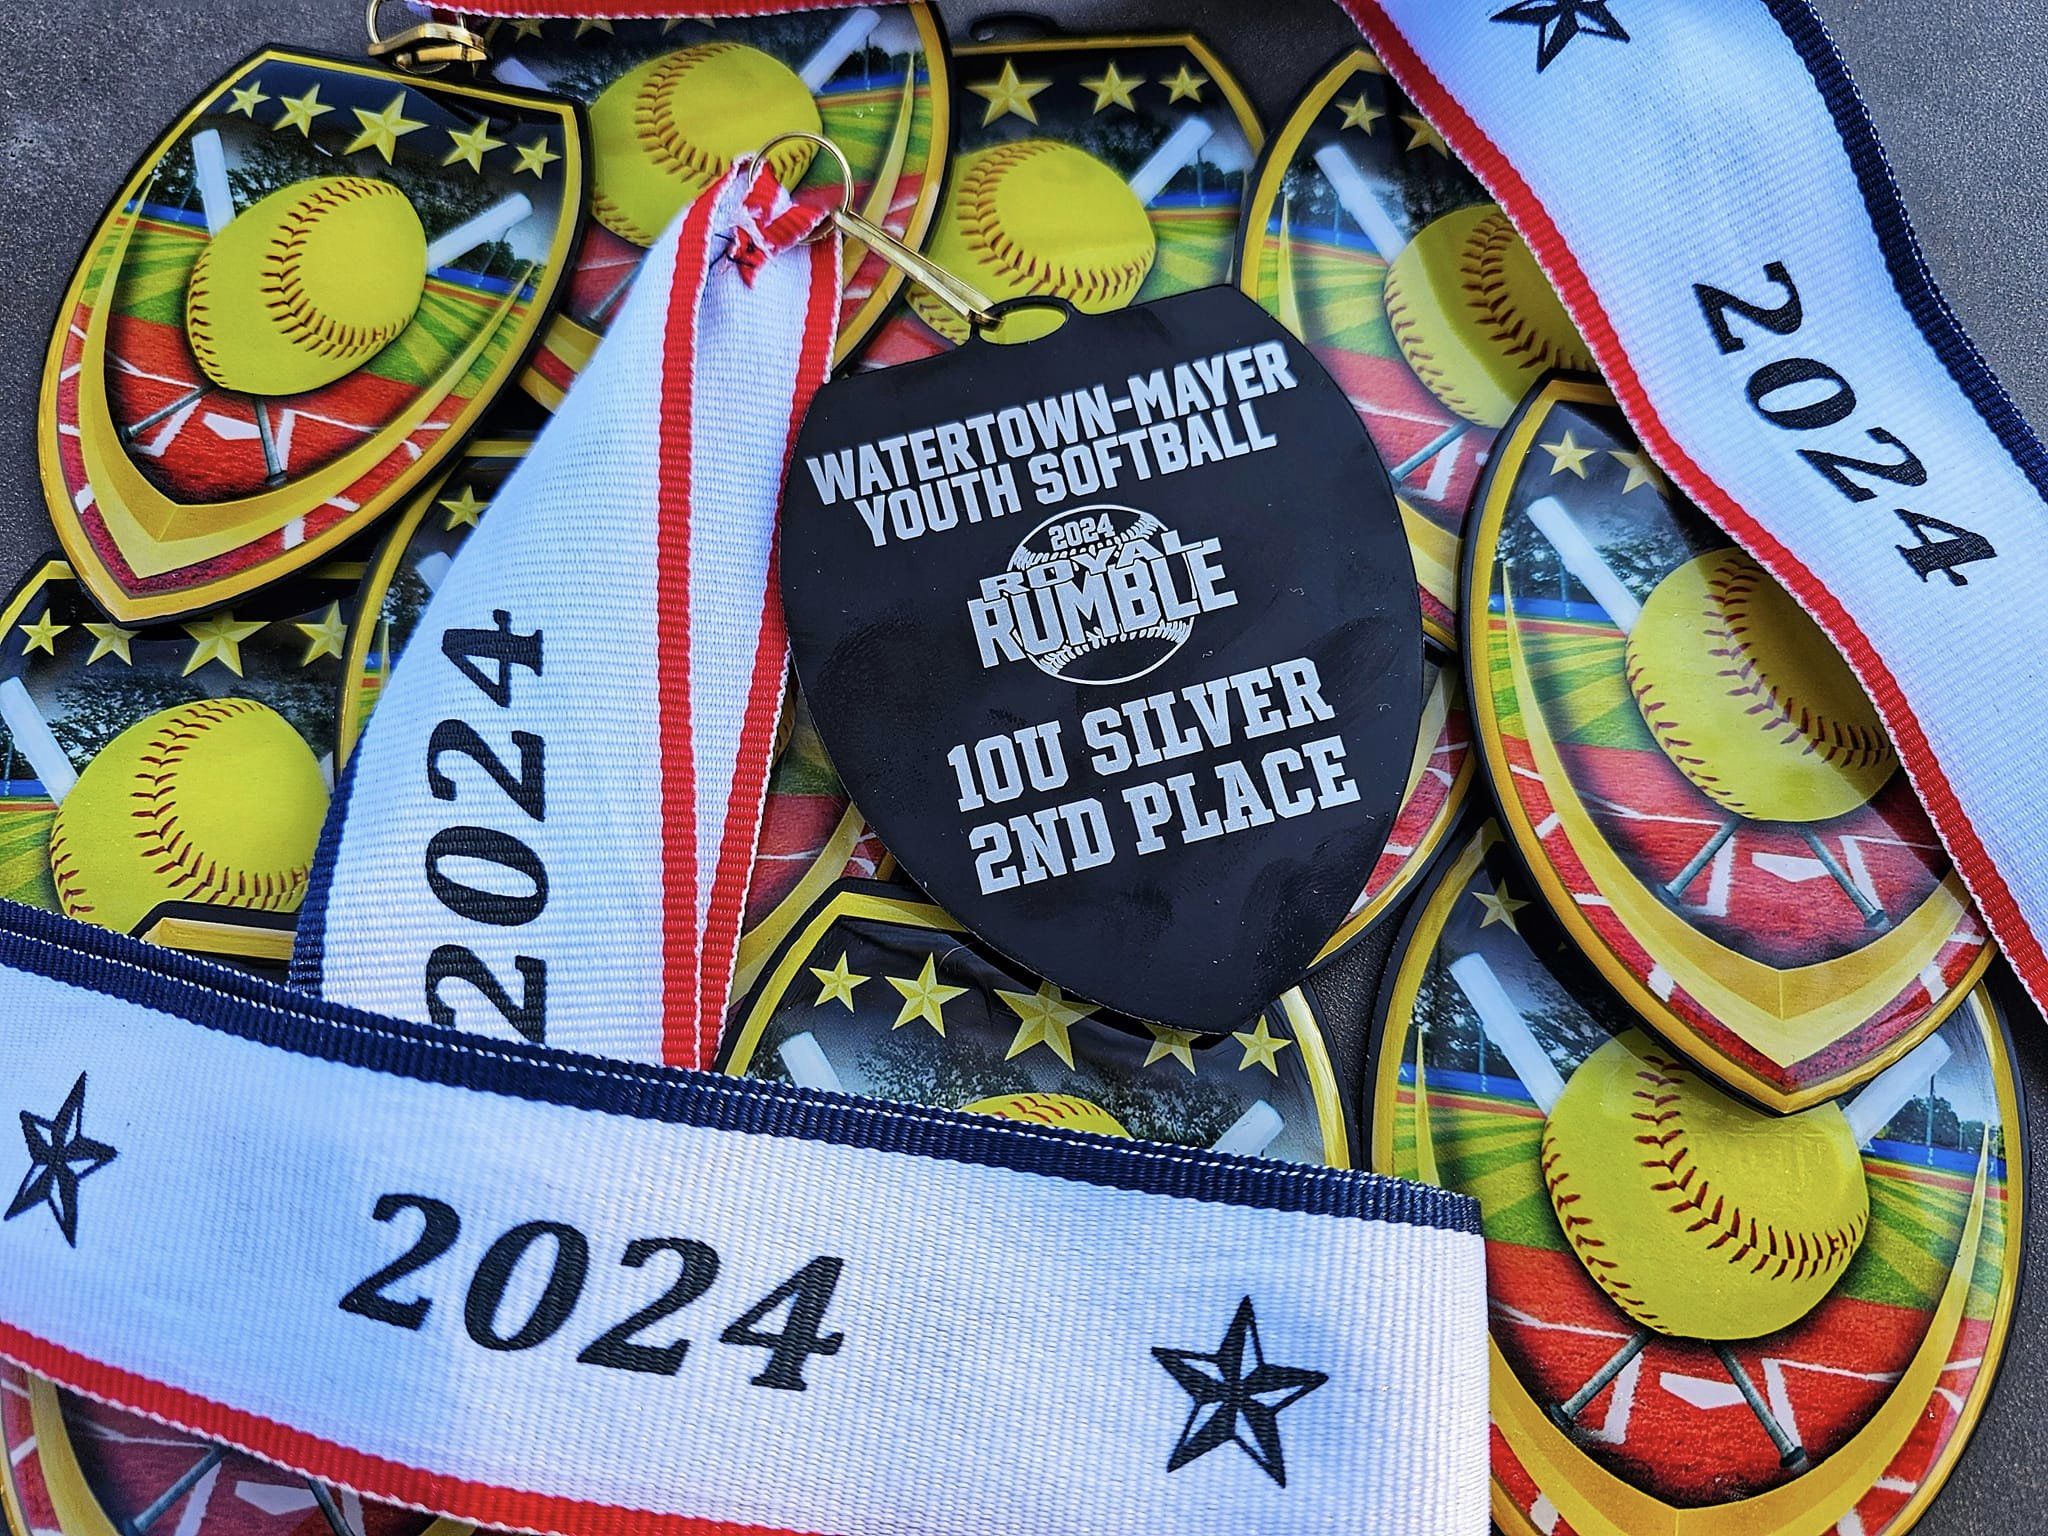 2024
WATERTOWN-MAYER
YOUTH SOFTBALL
2024
ROYAL
RUMBLE
10U SILVER
2ND PLACE
2024
2024